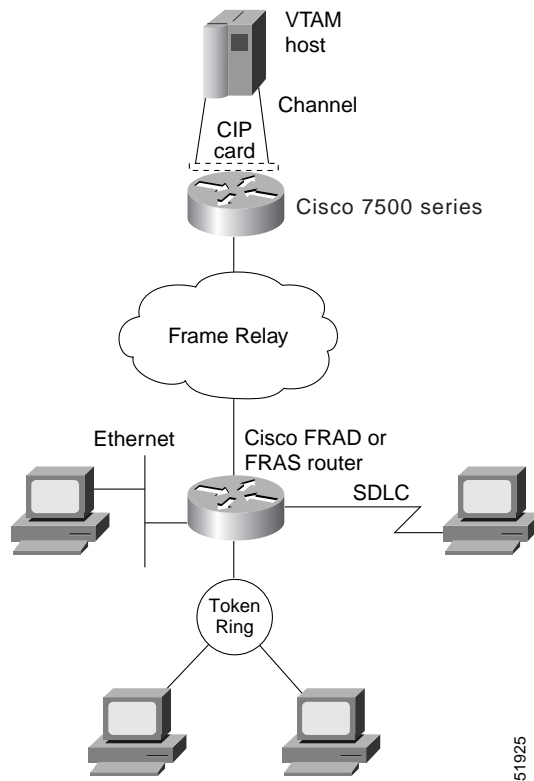 VTAM
host
Channel
CIP
card
Cisco 7500 series
Frame Relay
Ethernet
Cisco FRAD or
FRAS router
SDLC
Token
Ring
51925